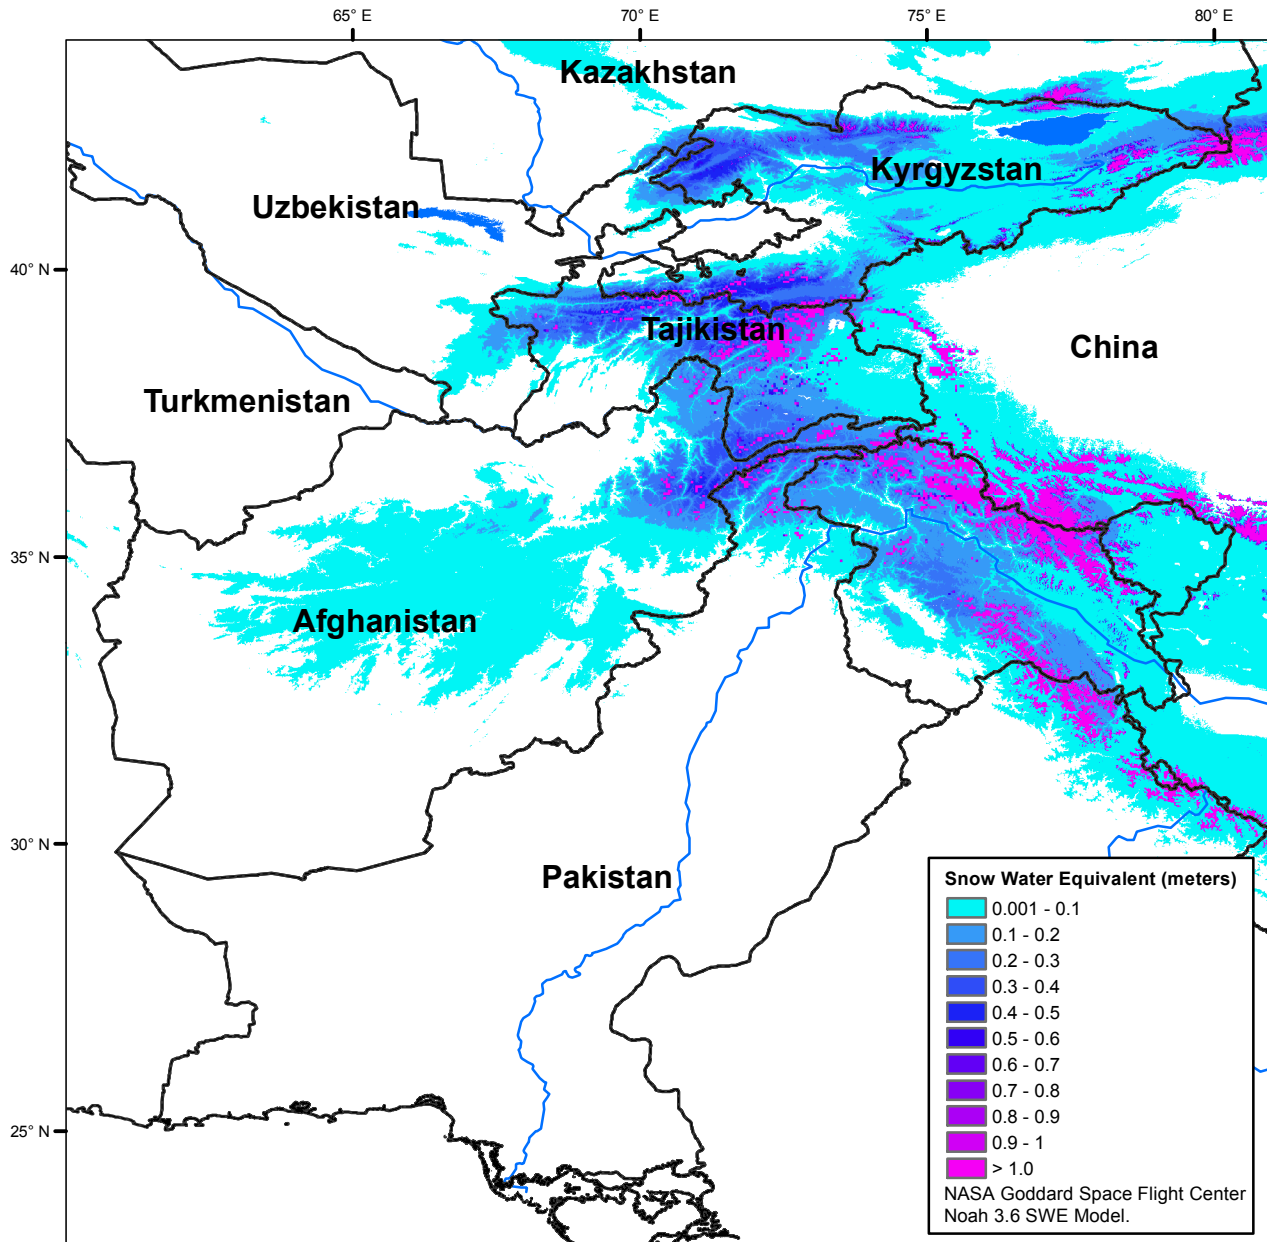 65° E
70° E
75° E
80° E
Kazakhstan
Kyrgyzstan
Uzbekistan
40° N
Tajikistan
China
Turkmenistan
35° N
Afghanistan
30° N
Pakistan
25° N
Snow Water Equivalent (meters)
0.001 - 0.1
0.1 - 0.2
0.2 - 0.3
0.3 - 0.4
0.4 - 0.5
0.5 - 0.6
0.6 - 0.7
0.7 - 0.8
0.8 - 0.9
0.9 - 1
> 1.0
NASA Goddard Space Flight Center
Noah 3.6 SWE Model.